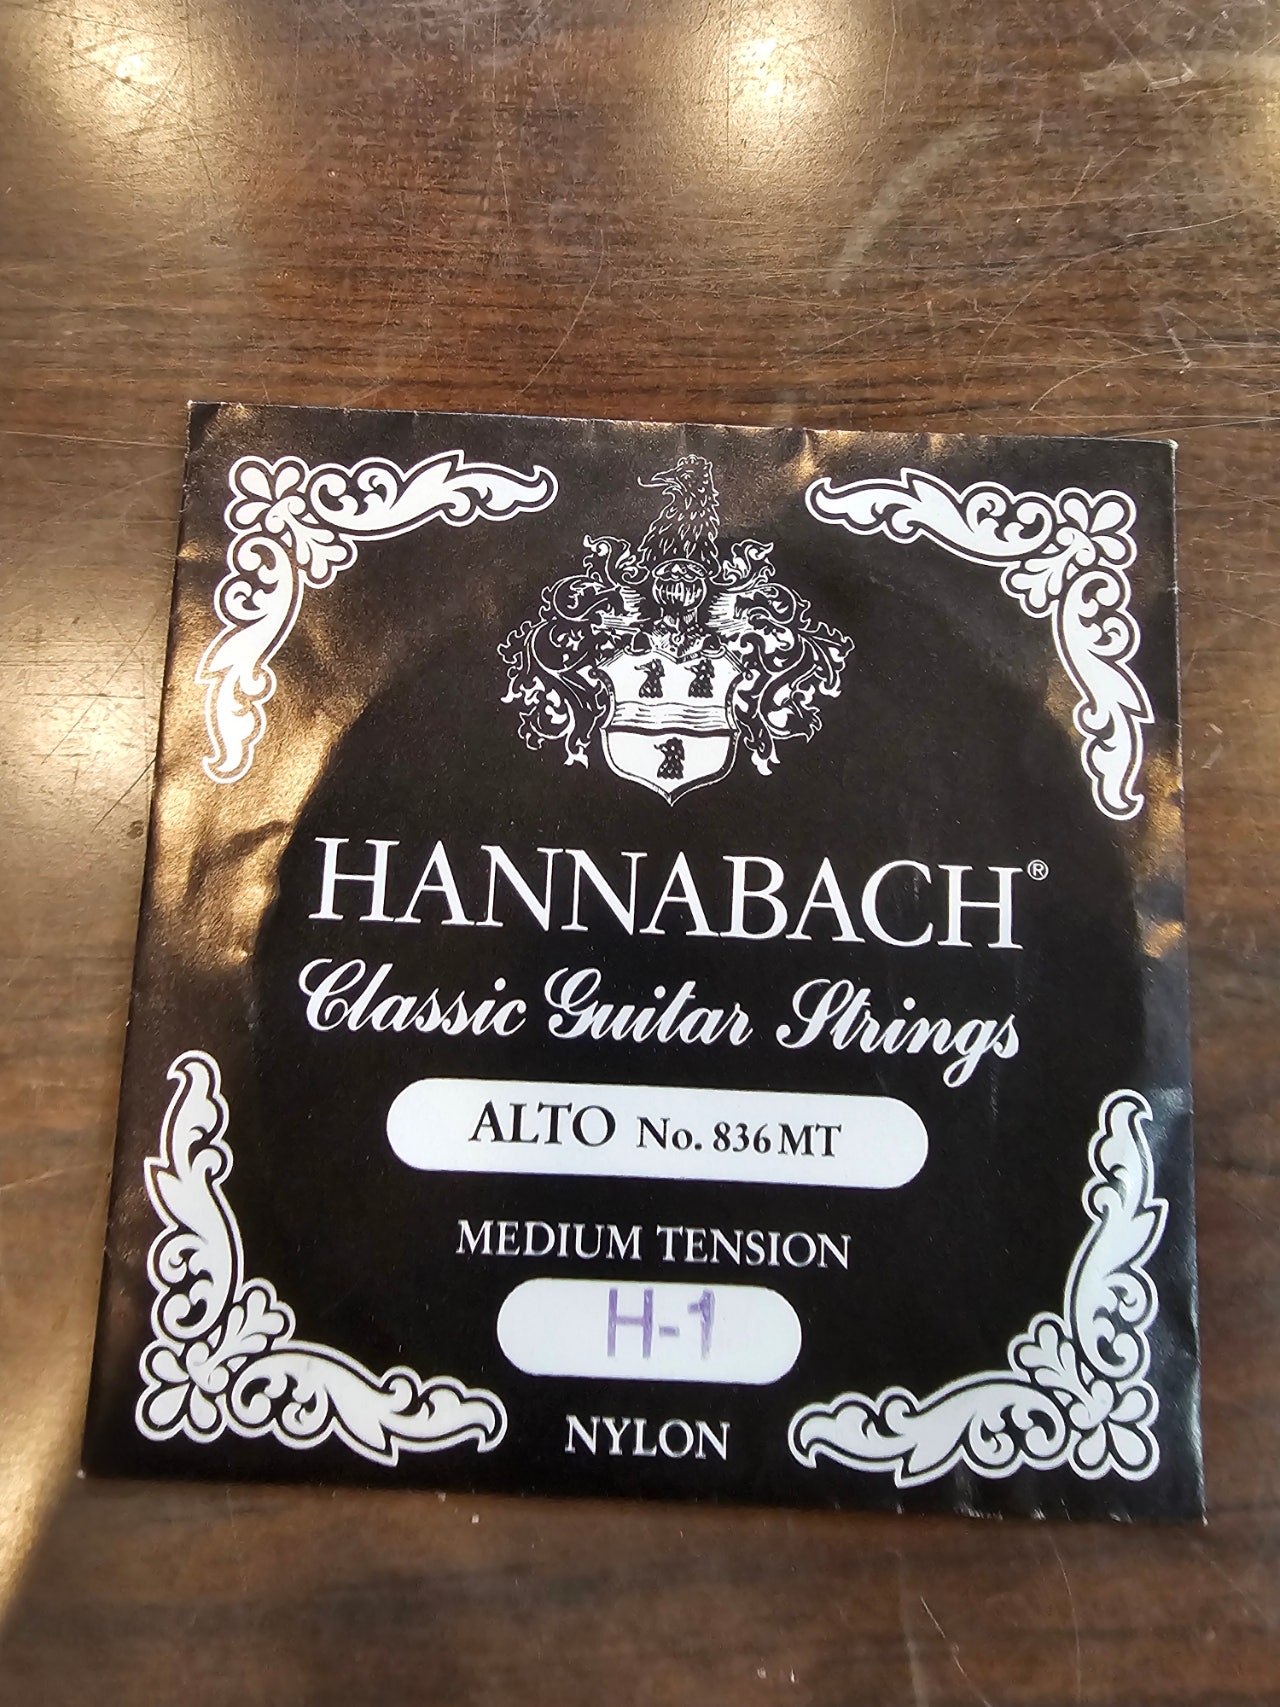 HANNABACH®
Classic Guitar Strings
ALTO No. 836 MT
MEDIUM TENSION
H-1
NYLON